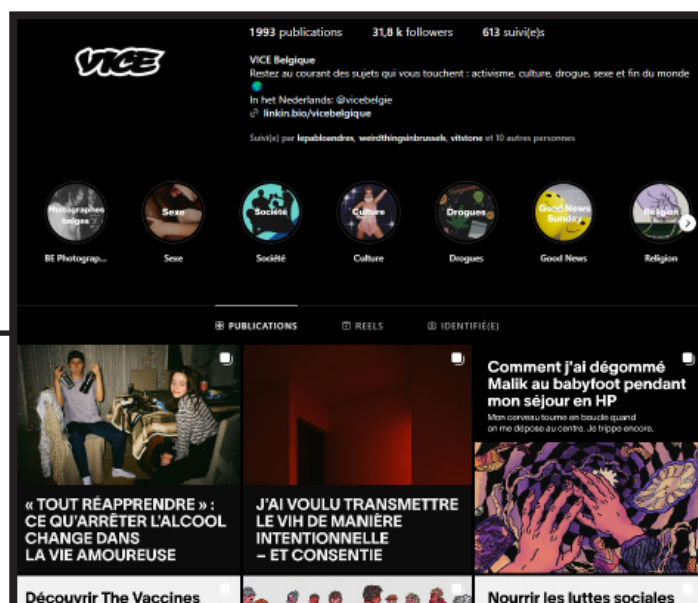 VICE
1993 publications 31,8 k followers 613 suivi(e)s
VICE Belgique
Restez au courant des sujets qui vous touchent : activisme, culture, drogue, sexe et fin du monde
In het Nederlands: @vicebelgie
linkin.bio/vicebelgique
Suivi(e) par lepabloendres, weirdthingsinbrussels, vitstone et 10 autres personnes
Photographes belges
Sexe
Société
Culture
Drogues
Good News Sunday
Religion
BE Photograp... Sexe Société Culture Drogues Good News Religion
PUBLICATIONS REELS IDENTIFIÉ(E)
« TOUT RÉAPPRENDRE » :
CE QU'ARRÊTER L'ALCOOL
CHANGE DANS
LA VIE AMOUREUSE
J'AI VOULU TRANSMETTRE
LE VIH DE MANIÈRE
INTENTIONNELLE
– ET CONSENTIE
Comment j'ai dégommé
Malik au babyfoot pendant
mon séjour en HP
Mon cerveau tourne en boucle quand
on me dépose au centre. Je trippe encore.
Découvrir The Vaccines
Nourrir les luttes sociales